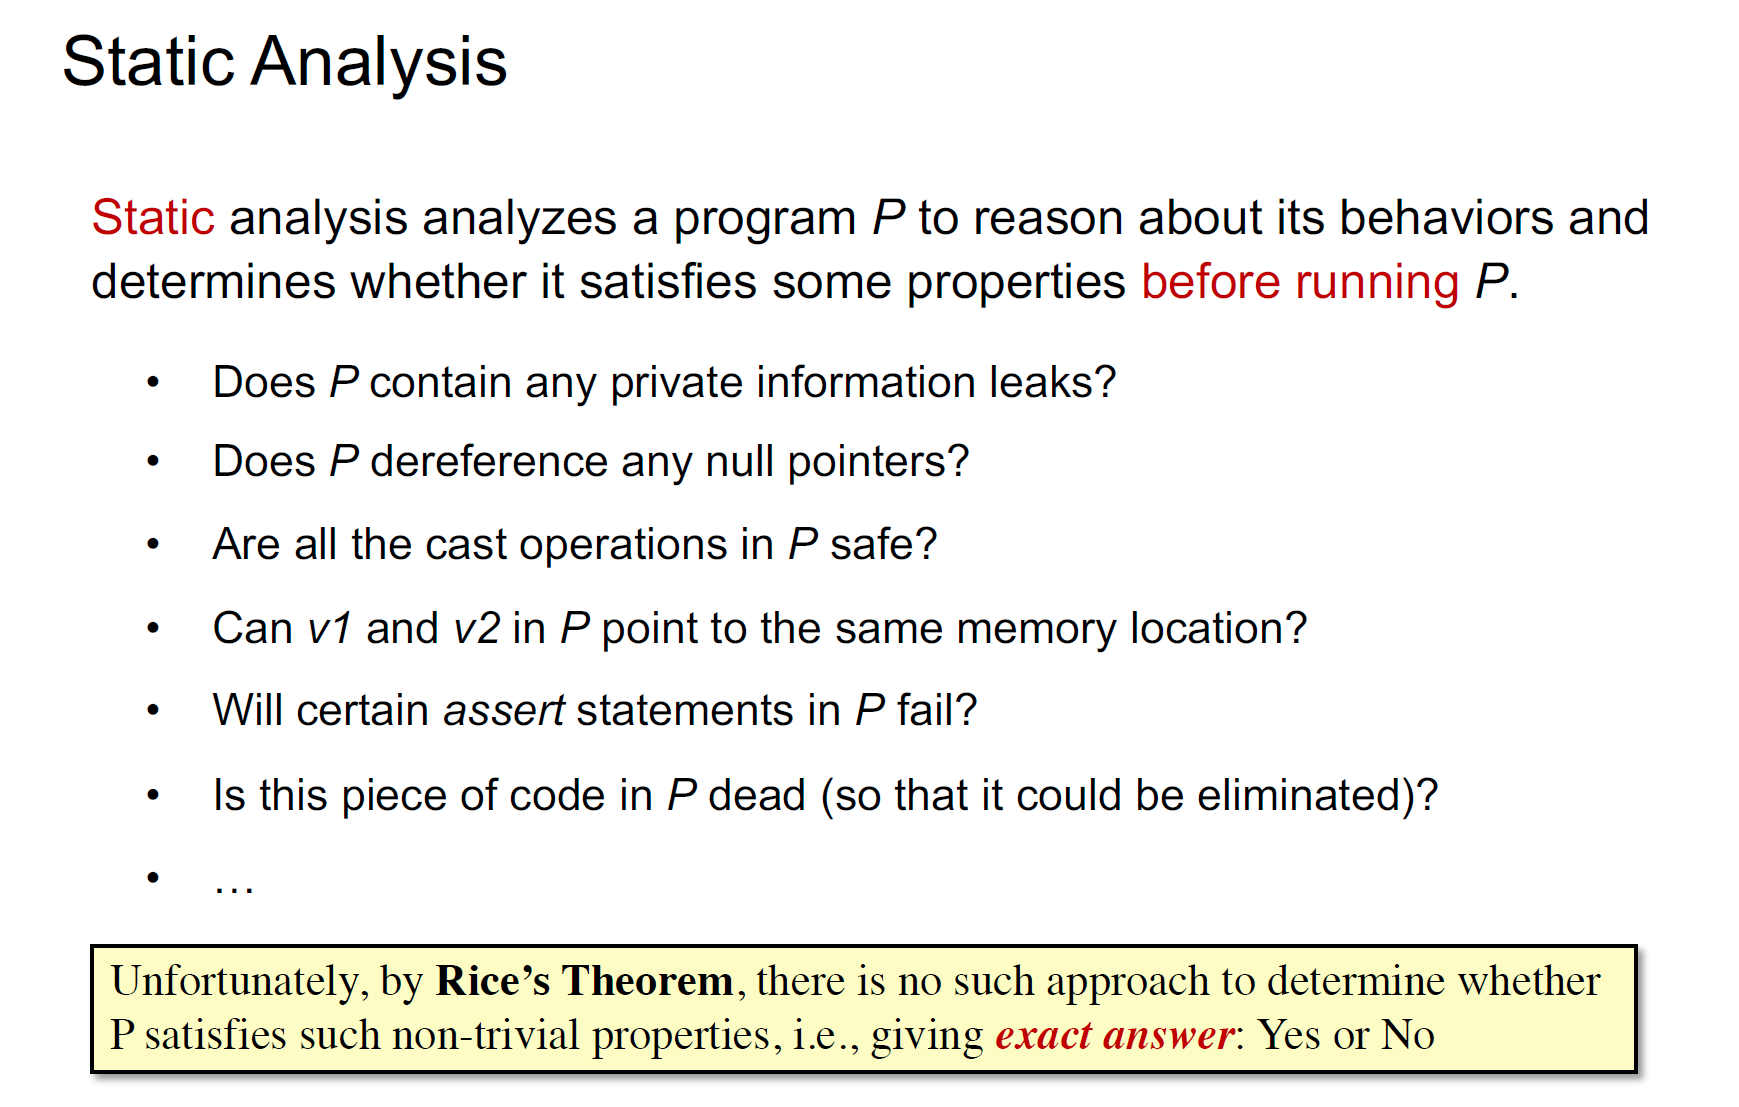 Static Analysis
Static analysis analyzes a program P to reason about its behaviors and
determines whether it satisfies some properties before running P.
• Does P contain any private information leaks?
• Does P dereference any null pointers?
• Are all the cast operations in P safe?
• Can v1 and v2 in P point to the same memory location?
• Will certain assert statements in P fail?
• Is this piece of code in P dead (so that it could be eliminated)?
• …
Unfortunately, by Rice’s Theorem, there is no such approach to determine whether
P satisfies such non-trivial properties, i.e., giving exact answer: Yes or No